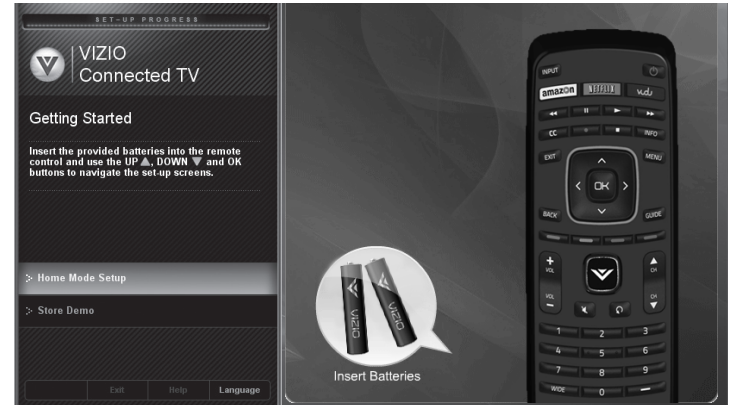 SET-UP PROGRESS
VIZIO
Connected TV
Getting Started
Insert the provided batteries into the remote
control and use the UP ▲, DOWN ▼ and OK
buttons to navigate the set-up screens.
> Home Mode Setup
> Store Demo
Exit Help Language
VIZIO VIZIO
Insert Batteries
INPUT
amazon NETFLIX vudu
CC INFO
EXIT MENU
OK
BACK GUIDE
+ VOL CH
VOL CH
1 2 3
4 5 6
7 8 9
WIDE 0 —